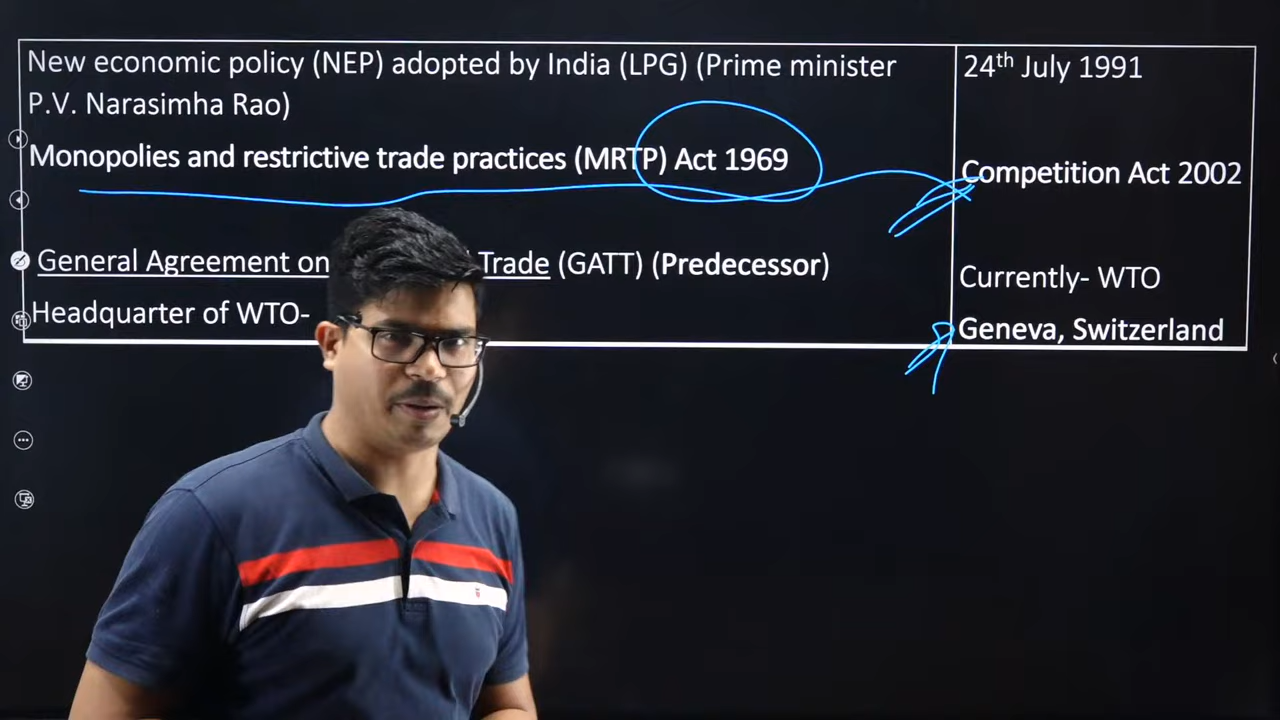 New economic policy (NEP) adopted by India (LPG) (Prime minister
P.V. Narasimha Rao)
24th July 1991
Monopolies and restrictive trade practices (MRTP) Act 1969
Competition Act 2002
General Agreement on Trade (GATT) (Predecessor)
Currently- WTO
Headquarter of WTO-
Geneva, Switzerland